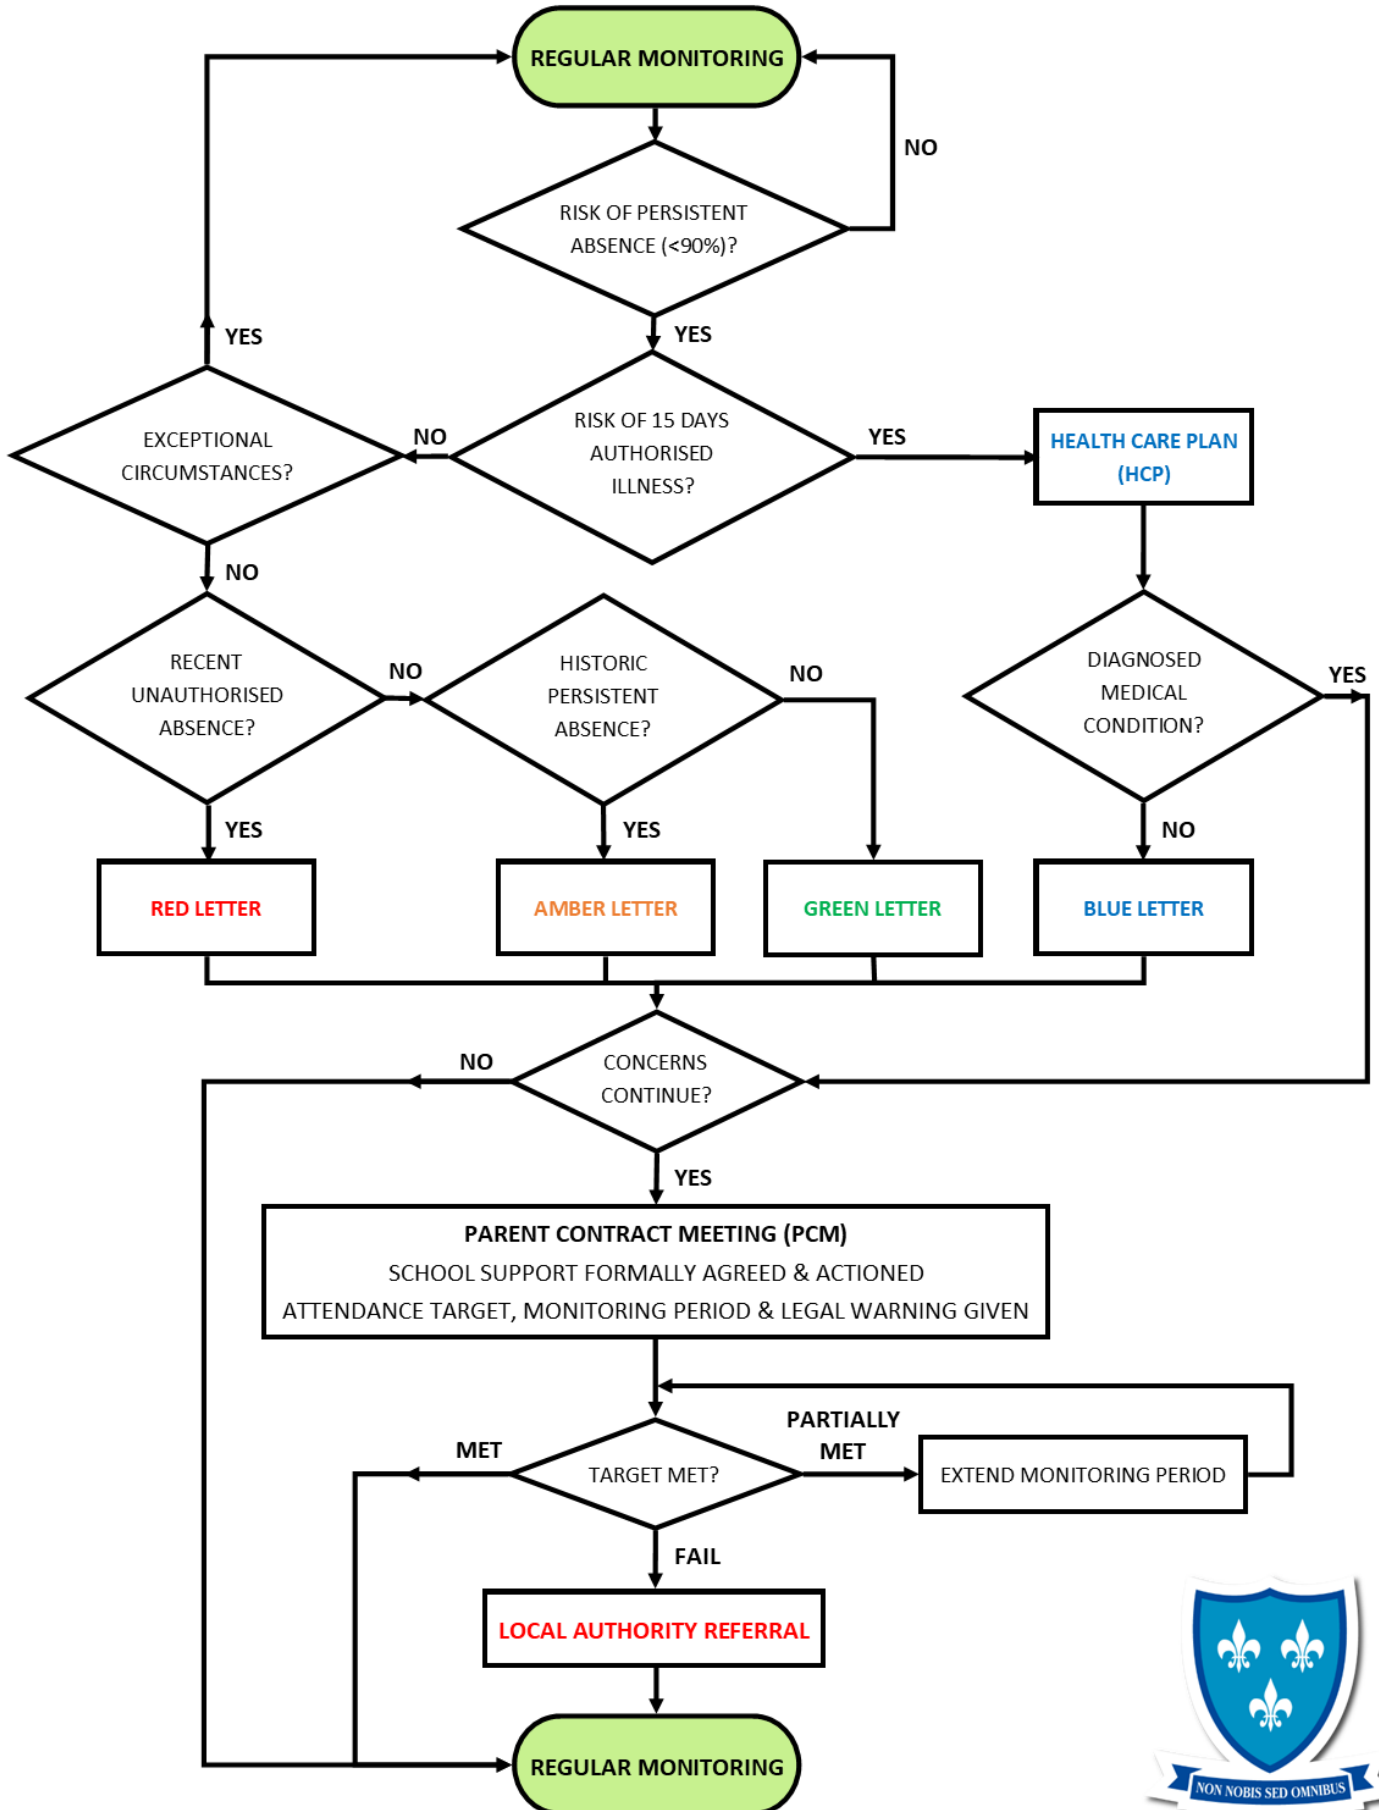 REGULAR MONITORING
NO
RISK OF PERSISTENT
ABSENCE (<90%)?
YES
YES
EXCEPTIONAL
CIRCUMSTANCES?
NO
RISK OF 15 DAYS
AUTHORISED
ILLNESS?
YES
HEALTH CARE PLAN
(HCP)
NO
RECENT
UNAUTHORISED
ABSENCE?
NO
HISTORIC
PERSISTENT
ABSENCE?
NO
DIAGNOSED
MEDICAL
CONDITION?
YES
YES
YES
NO
RED LETTER
AMBER LETTER
GREEN LETTER
BLUE LETTER
NO
CONCERNS
CONTINUE?
YES
PARENT CONTRACT MEETING (PCM)
SCHOOL SUPPORT FORMALLY AGREED & ACTIONED
ATTENDANCE TARGET, MONITORING PERIOD & LEGAL WARNING GIVEN
MET
TARGET MET?
PARTIALLY
MET
EXTEND MONITORING PERIOD
FAIL
LOCAL AUTHORITY REFERRAL
REGULAR MONITORING
NON NOBIS SED OMNIBUS